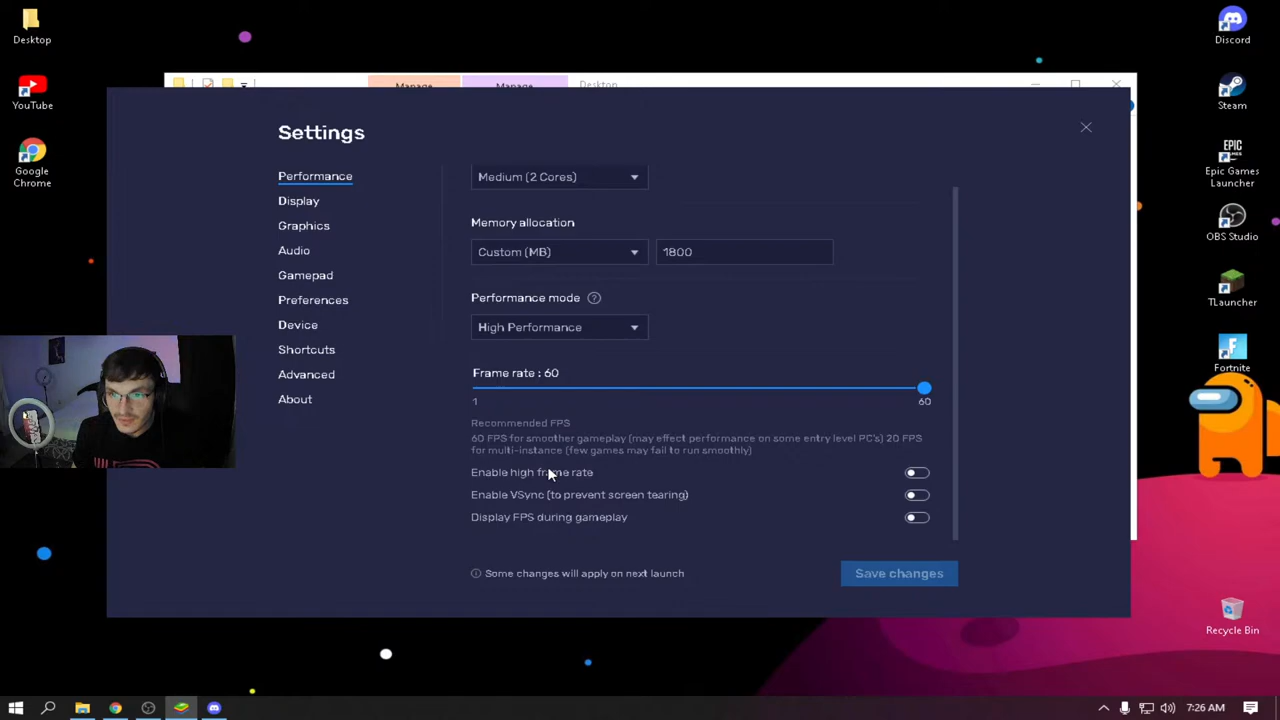 Desktop
YouTube
Google
Chrome
Manage
Manage
Desktop
Settings
Performance
Display
Graphics
Audio
Gamepad
Preferences
Device
Shortcuts
Advanced
About
Medium (2 Cores)
Memory allocation
Custom (MB)
1800
Performance mode
High Performance
Frame rate : 60
1
60
Recommended FPS
60 FPS for smoother gameplay (may effect performance on some entry level PC's) 20 FPS
for multi-instance (few games may fail to run smoothly)
Enable high frame rate
Enable VSync (to prevent screen tearing)
Display FPS during gameplay
Some changes will apply on next launch
Save changes
Discord
Steam
EPIC
GAMES
Epic Games
Launcher
OBS Studio
TLauncher
Fortnite
Recycle Bin
7:26 AM